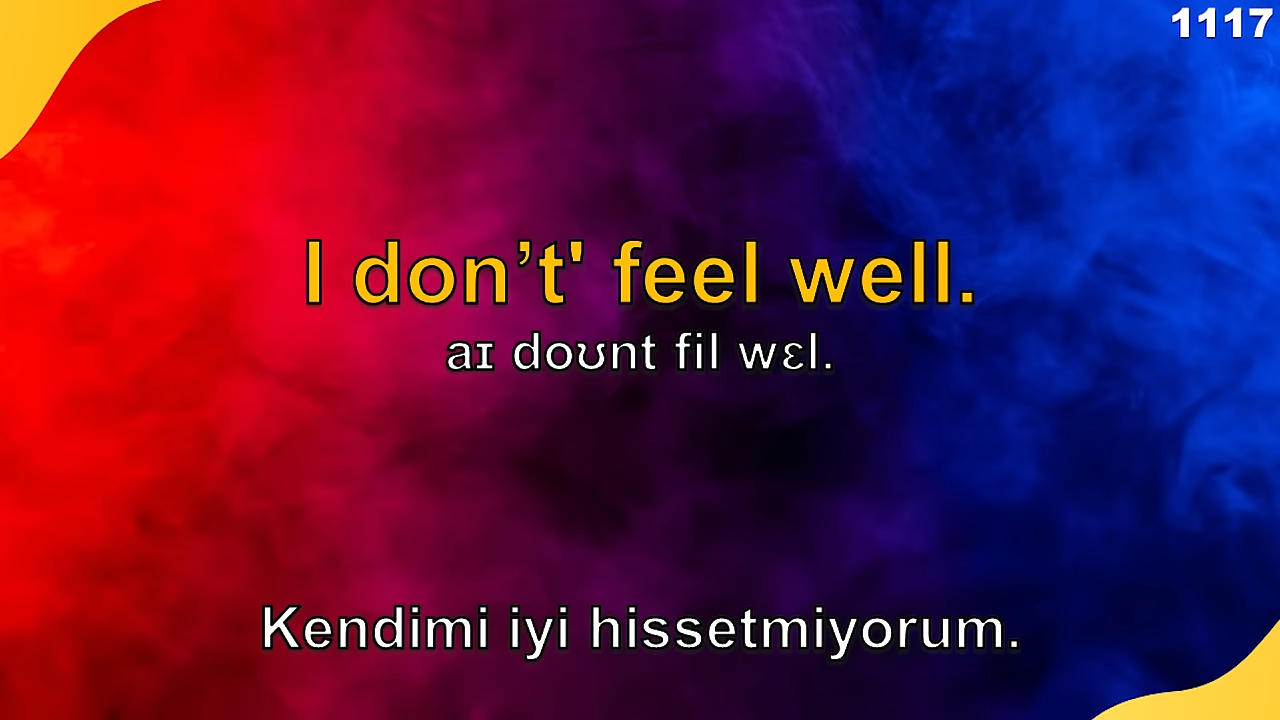 1117
I don’t' feel well.
aɪ doʊnt fil wɛl.
Kendimi iyi hissetmiyorum.